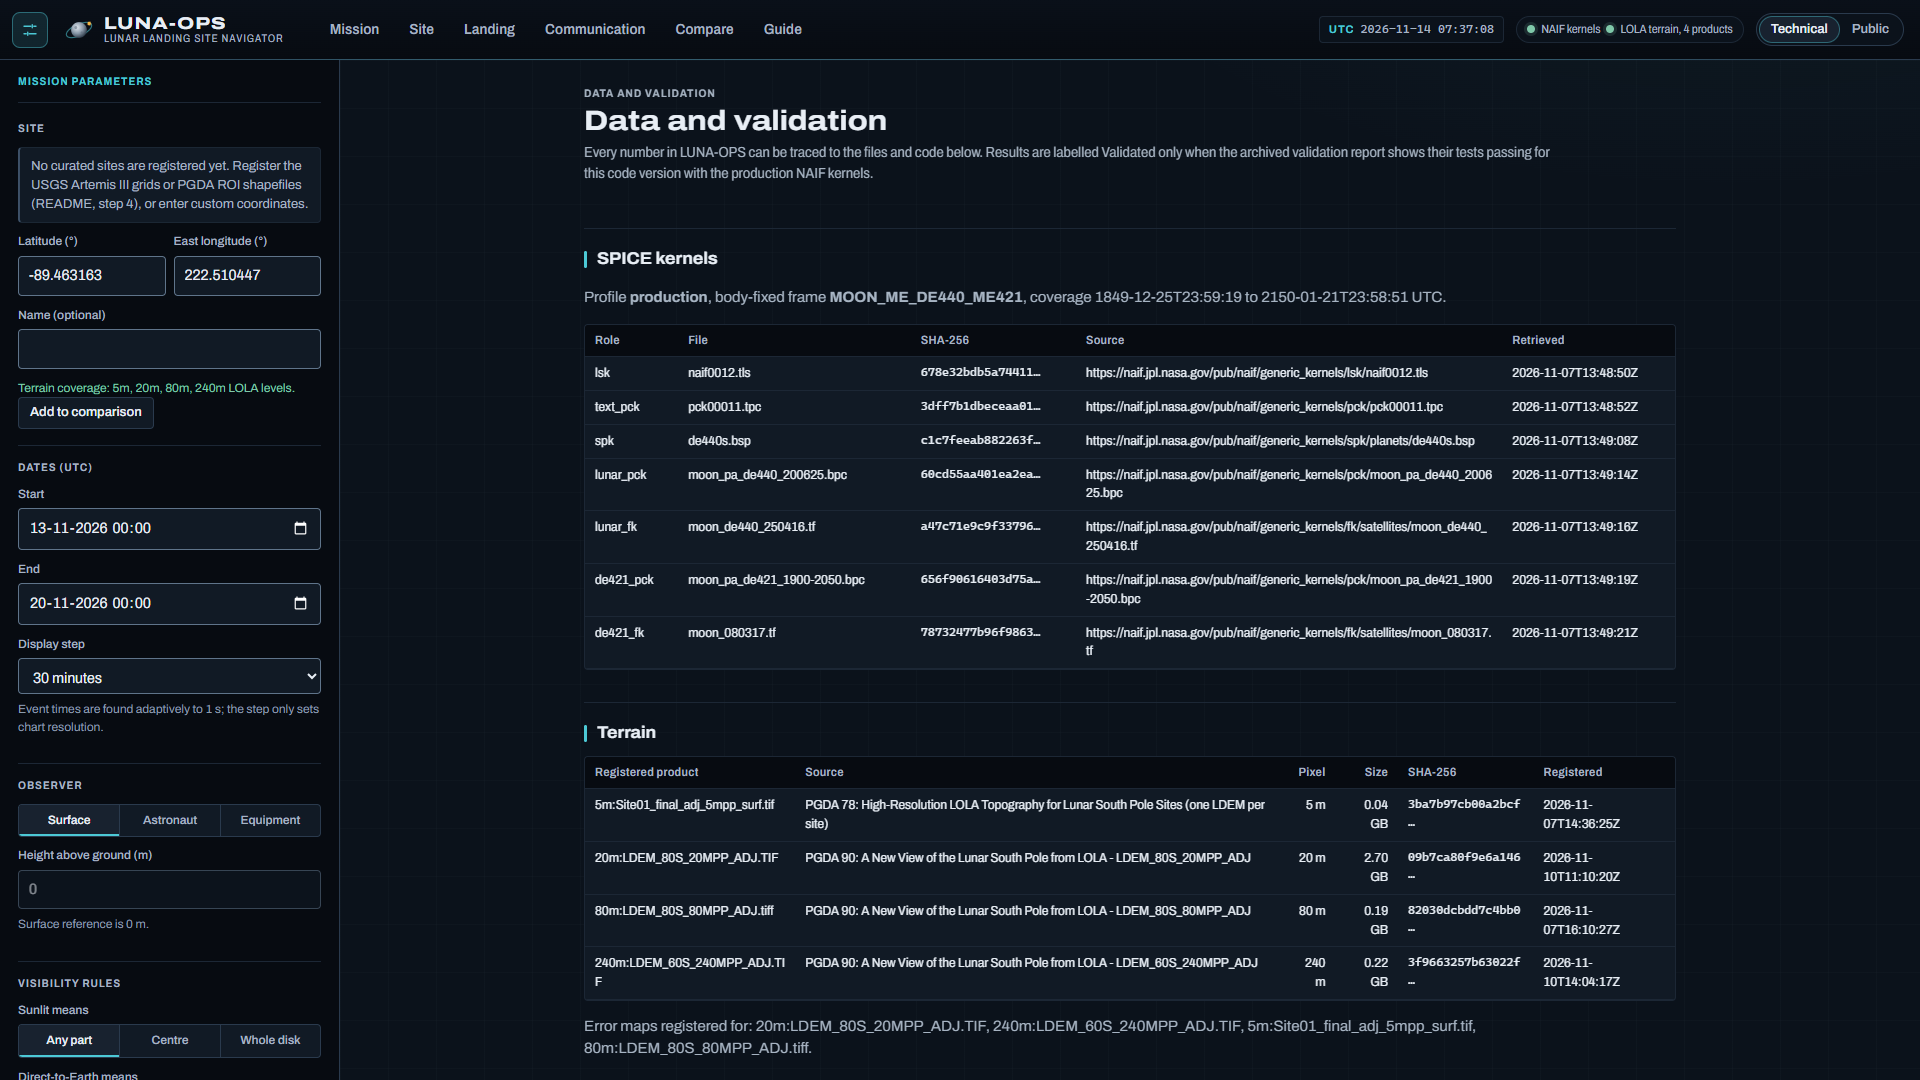 LUNA-OPS
LUNAR LANDING SITE NAVIGATOR
Mission Site Landing Communication Compare Guide
UTC 2026-11-14 07:37:08
NAIF kernels LOLA terrain, 4 products
Technical Public
MISSION PARAMETERS
SITE
No curated sites are registered yet. Register the
USGS Artemis III grids or PGDA ROI shapefiles
(README, step 4), or enter custom coordinates.
Latitude (°) East longitude (°)
-89.463163 222.510447
Name (optional)
Terrain coverage: 5m, 20m, 80m, 240m LOLA levels.
Add to comparison
DATES (UTC)
Start
13-11-2026 00:00
End
20-11-2026 00:00
Display step
30 minutes
Event times are found adaptively to 1 s; the step only sets
chart resolution.
OBSERVER
Surface Astronaut Equipment
Height above ground (m)
0
Surface reference is 0 m.
VISIBILITY RULES
Sunlit means
Any part Centre Whole disk
Direct-to-Earth means
DATA AND VALIDATION
Data and validation
Every number in LUNA-OPS can be traced to the files and code below. Results are labelled Validated only when the archived validation report shows their tests passing for
this code version with the production NAIF kernels.
SPICE kernels
Profile production, body-fixed frame MOON_ME_DE440_ME421, coverage 1849-12-25T23:59:19 to 2150-01-21T23:58:51 UTC.
Role File SHA-256 Source Retrieved
lsk naif0012.tls 678e32bdb5a74411… https://naif.jpl.nasa.gov/pub/naif/generic_kernels/lsk/naif0012.tls 2026-11-07T13:48:50Z
text_pck pck00011.tpc 3dff7b1dbeceaa01… https://naif.jpl.nasa.gov/pub/naif/generic_kernels/pck/pck00011.tpc 2026-11-07T13:48:52Z
spk de440s.bsp c1c7feeab882263f… https://naif.jpl.nasa.gov/pub/naif/generic_kernels/spk/planets/de440s.bsp 2026-11-07T13:49:08Z
lunar_pck moon_pa_de440_200625.bpc 60cd55aa401ea2ea… https://naif.jpl.nasa.gov/pub/naif/generic_kernels/pck/moon_pa_de440_2006 2026-11-07T13:49:14Z
25.bpc
lunar_fk moon_de440_250416.tf a47c71e9c9f33796… https://naif.jpl.nasa.gov/pub/naif/generic_kernels/fk/satellites/moon_de440_ 2026-11-07T13:49:16Z
250416.tf
de421_pck moon_pa_de421_1900-2050.bpc 656f90616403d75a… https://naif.jpl.nasa.gov/pub/naif/generic_kernels/pck/moon_pa_de421_1900 2026-11-07T13:49:19Z
-2050.bpc
de421_fk moon_080317.tf 78732477b96f9863… https://naif.jpl.nasa.gov/pub/naif/generic_kernels/fk/satellites/moon_080317. 2026-11-07T13:49:21Z
tf
Terrain
Registered product Source Pixel Size SHA-256 Registered
5m:Site01_final_adj_5mpp_surf.tif PGDA 78: High-Resolution LOLA Topography for Lunar South Pole Sites (one LDEM per 5 m 0.04 3ba7b97cb00a2bcf 2026-11-
site) GB … 07T14:36:25Z
20m:LDEM_80S_20MPP_ADJ.TIF PGDA 90: A New View of the Lunar South Pole from LOLA - LDEM_80S_20MPP_ADJ 20 m 2.70 09b7ca80f9e6a146 2026-11-
GB … 10T11:10:20Z
80m:LDEM_80S_80MPP_ADJ.tiff PGDA 90: A New View of the Lunar South Pole from LOLA - LDEM_80S_80MPP_ADJ 80 m 0.19 82030dcbdd7c4bb0 2026-11-
GB … 07T16:10:27Z
240m:LDEM_60S_240MPP_ADJ.TI PGDA 90: A New View of the Lunar South Pole from LOLA - LDEM_60S_240MPP_ADJ 240 0.22 3f9663257b63022f 2026-11-
F m GB … 10T14:04:17Z
Error maps registered for: 20m:LDEM_80S_20MPP_ADJ.TIF, 240m:LDEM_60S_240MPP_ADJ.TIF, 5m:Site01_final_adj_5mpp_surf.tif,
80m:LDEM_80S_80MPP_ADJ.tiff.